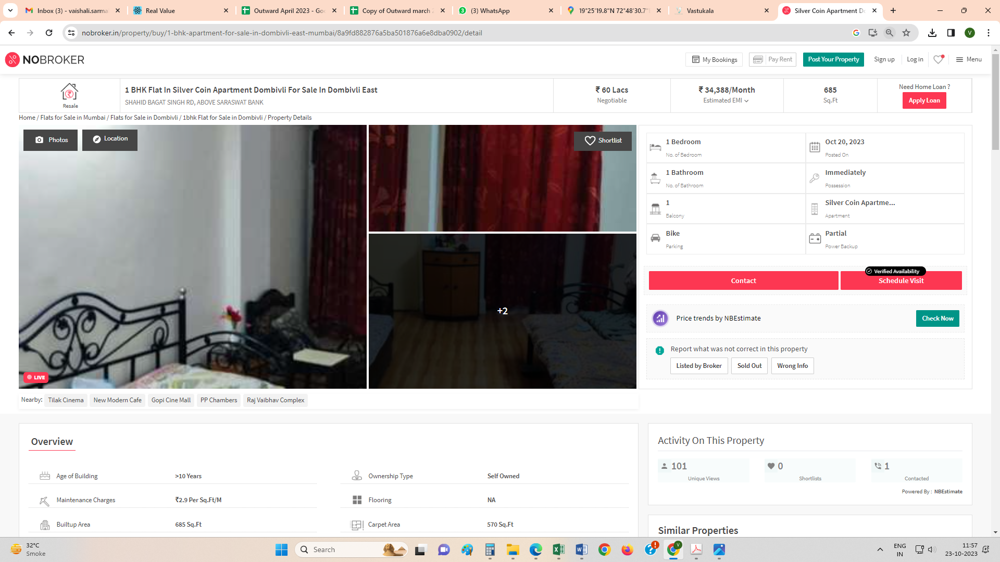 Inbox (3) - vaishali.sarma
Real Value
Outward April 2023 - Goo
Copy of Outward march 2
(3) WhatsApp
19°25'19.8"N 72°48'30.7"
Vastukala
Silver Coin Apartment Do
nobroker.in/property/buy/1-bhk-apartment-for-sale-in-dombivli-east-mumbai/8a9fd882876a5ba501876a6e8dba0902/detail
NOBROKER
My Bookings
Pay Rent
Post Your Property
Sign up
Log in
Menu
Resale
1 BHK Flat In Silver Coin Apartment Dombivli For Sale In Dombivli East
SHAHID BAGAT SINGH RD, ABOVE SARASWAT BANK
₹ 60 Lacs
Negotiable
₹ 34,388/Month
Estimated EMI
685
Sq.Ft
Need Home Loan ?
Apply Loan
Home / Flats for Sale in Mumbai / Flats for Sale in Dombivli / 1bhk Flat for Sale in Dombivli / Property Details
Photos
Location
Shortlist
+2
LIVE
1 Bedroom
No. of Bedroom
Oct 20, 2023
Posted On
1 Bathroom
No. of Bathroom
Immediately
Possession
1
Balcony
Silver Coin Apartme...
Apartment
Bike
Parking
Partial
Power Backup
Verified Availability
Contact
Schedule Visit
Price trends by NBEstimate
Check Now
Report what was not correct in this property
Listed by Broker
Sold Out
Wrong Info
Nearby:
Tilak Cinema
New Modern Cafe
Gopi Cine Mall
PP Chambers
Raj Vaibhav Complex
Overview
Age of Building
>10 Years
Ownership Type
Self Owned
Maintenance Charges
₹2.9 Per Sq.Ft/M
Flooring
NA
Builtup Area
685 Sq.Ft
Carpet Area
570 Sq.Ft
Activity On This Property
101
Unique Views
0
Shortlists
1
Contacted
Powered By : NBEstimate
Similar Properties
32°C
Smoke
Search
ENG
IN
11:57
23-10-2023